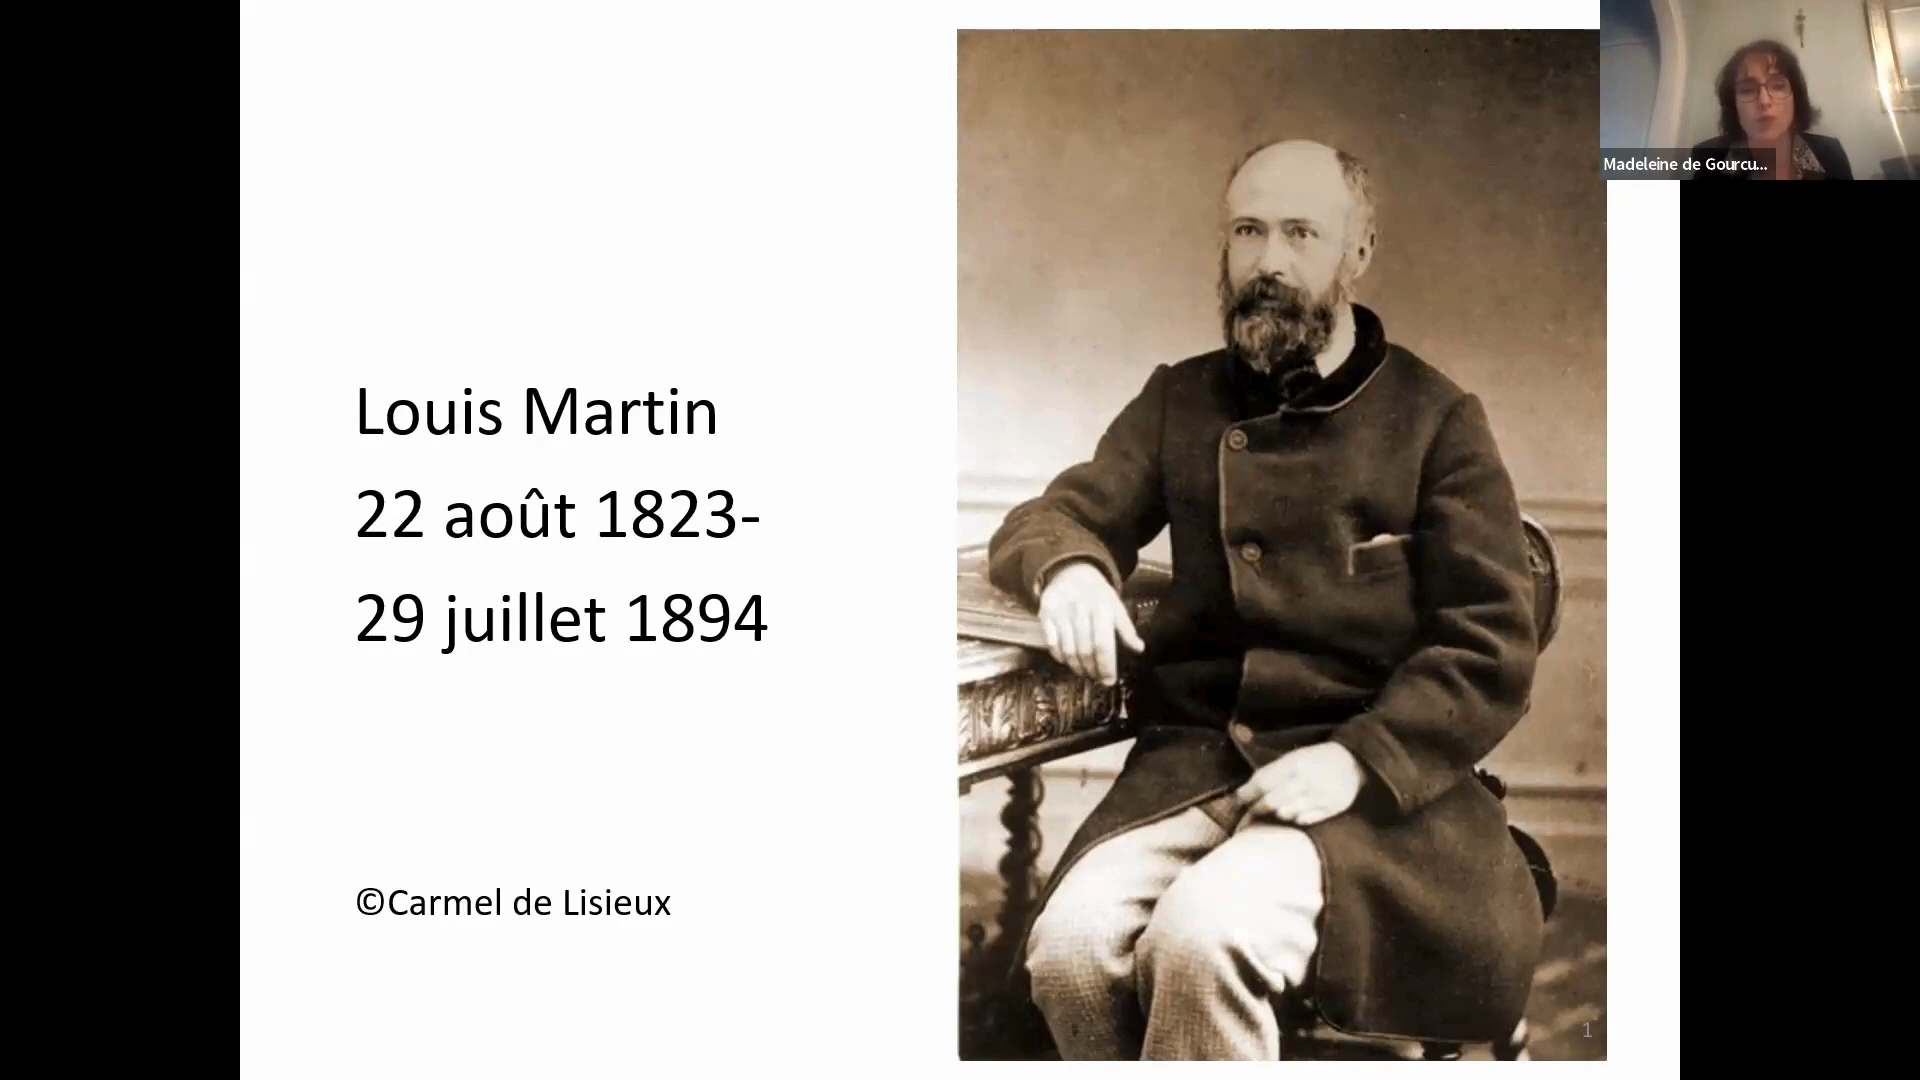 Louis Martin
22 août 1823-
29 juillet 1894
©Carmel de Lisieux
Madeleine de Gourcu...
1